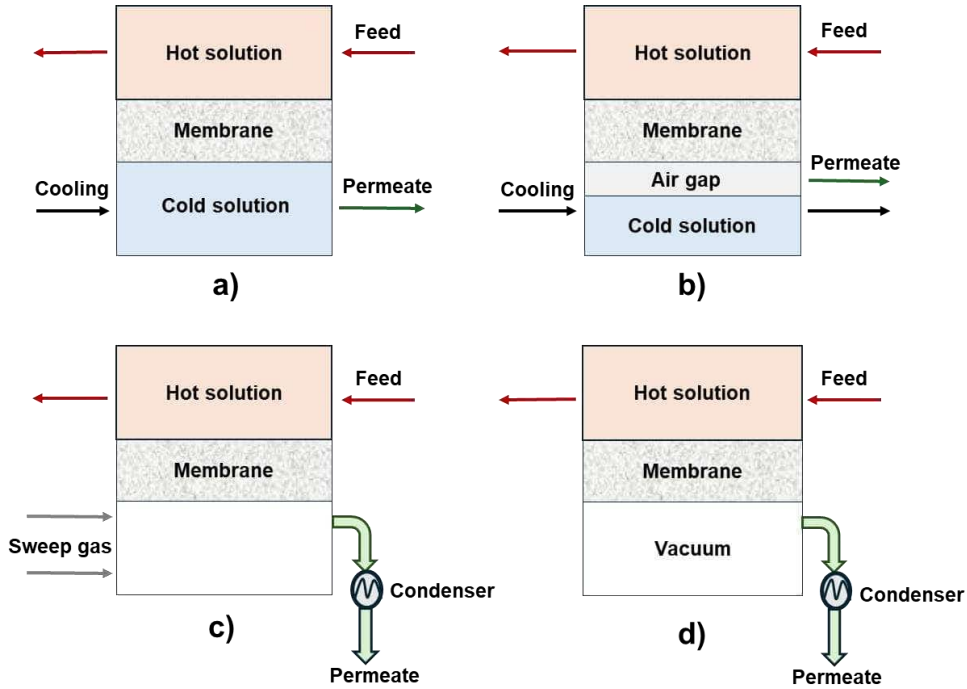 Feed
Hot solution
Membrane
Cooling
Cold solution
Permeate
a)
Feed
Hot solution
Membrane
Permeate
Air gap
Cooling
Cold solution
b)
Feed
Hot solution
Membrane
Sweep gas
Condenser
c)
Permeate
Feed
Hot solution
Membrane
Vacuum
Condenser
d)
Permeate